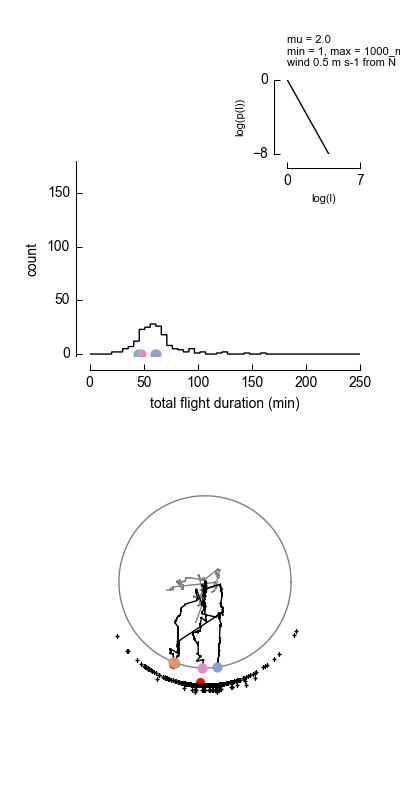 mu = 2.0
min = 1, max = 1000_m
wind 0.5 m s-1 from N
0
−8
log(p(l))
0
7
log(l)
150
100
50
0
count
0
50
100
150
200
250
total flight duration (min)